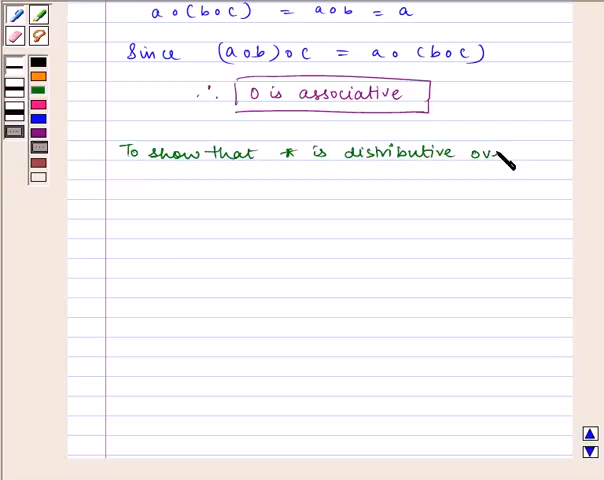 a o (b o c) = a o b = a
Since (a o b) o c = a o (b o c)
∴ o is associative
To show that * is distributive ov